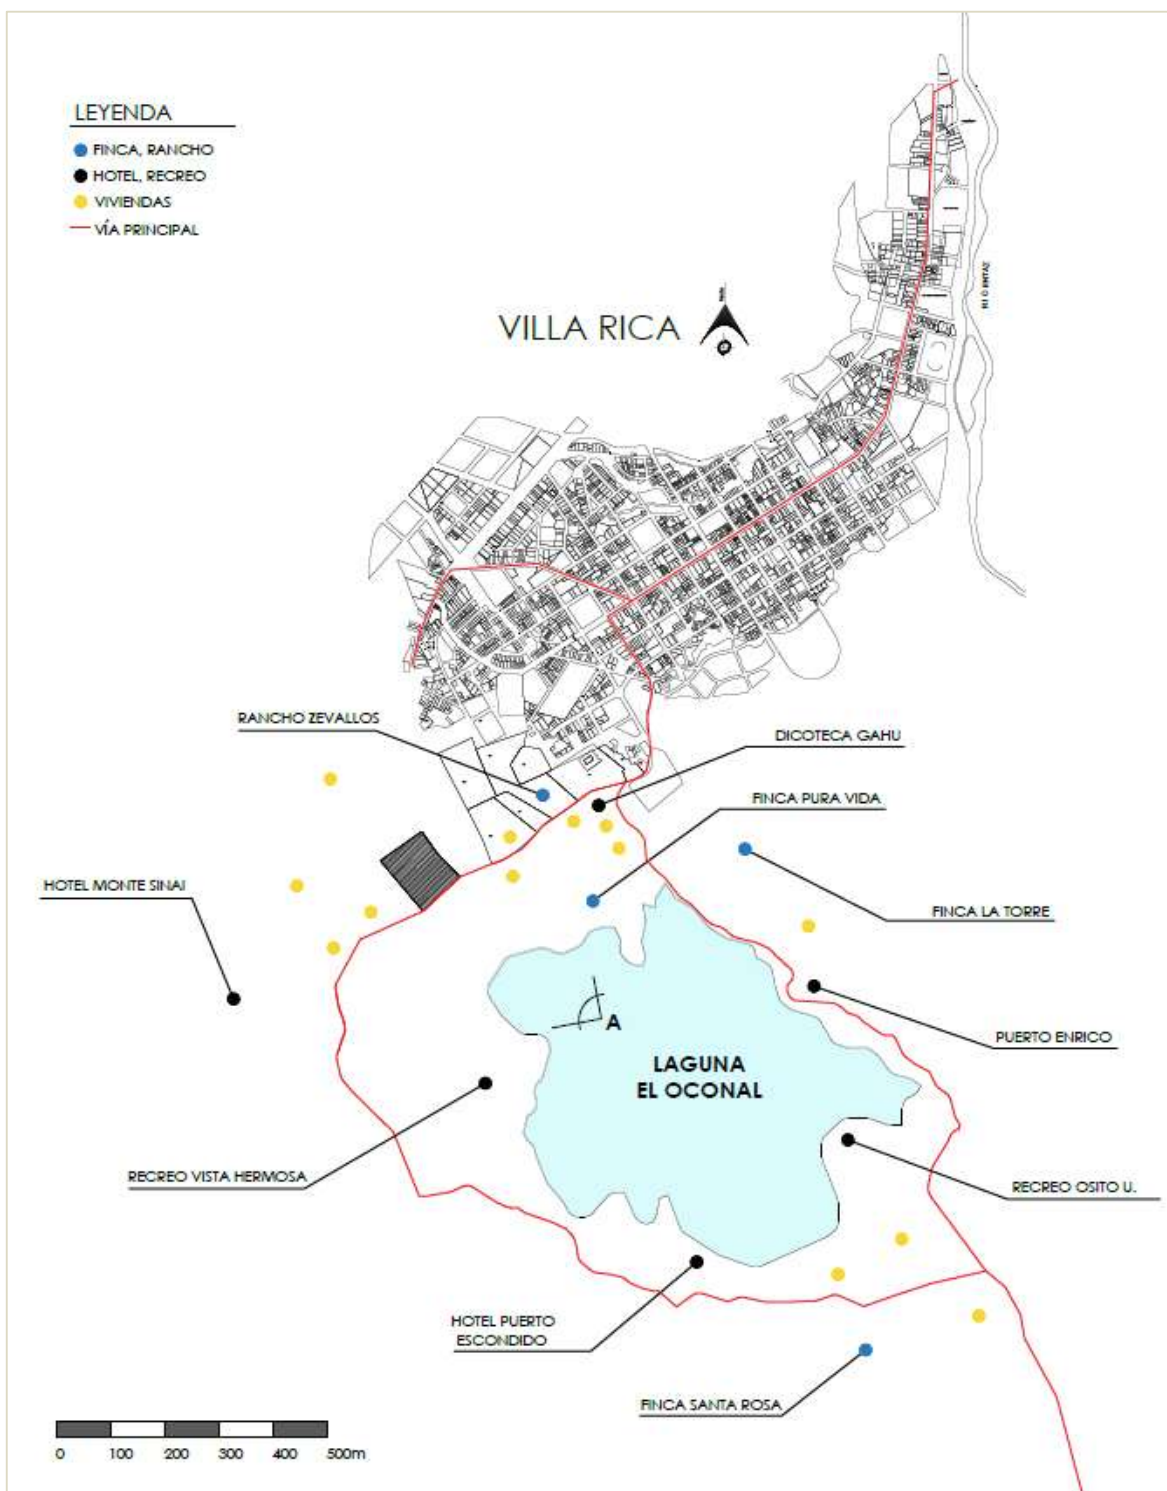 LEYENDA
FINCA, RANCHO
HOTEL, RECREO
VIVIENDAS
VÍA PRINCIPAL
VILLA RICA
RANCHO ZEVALLOS
DICOTECA GAHU
FINCA PURA VIDA
HOTEL MONTE SINAI
FINCA LA TORRE
A
PUERTO ENRICO
LAGUNA
EL OCONAL
RECREO VISTA HERMOSA
RECREO OSITO U.
HOTEL PUERTO
ESCONDIDO
FINCA SANTA ROSA
0 100 200 300 400 500m